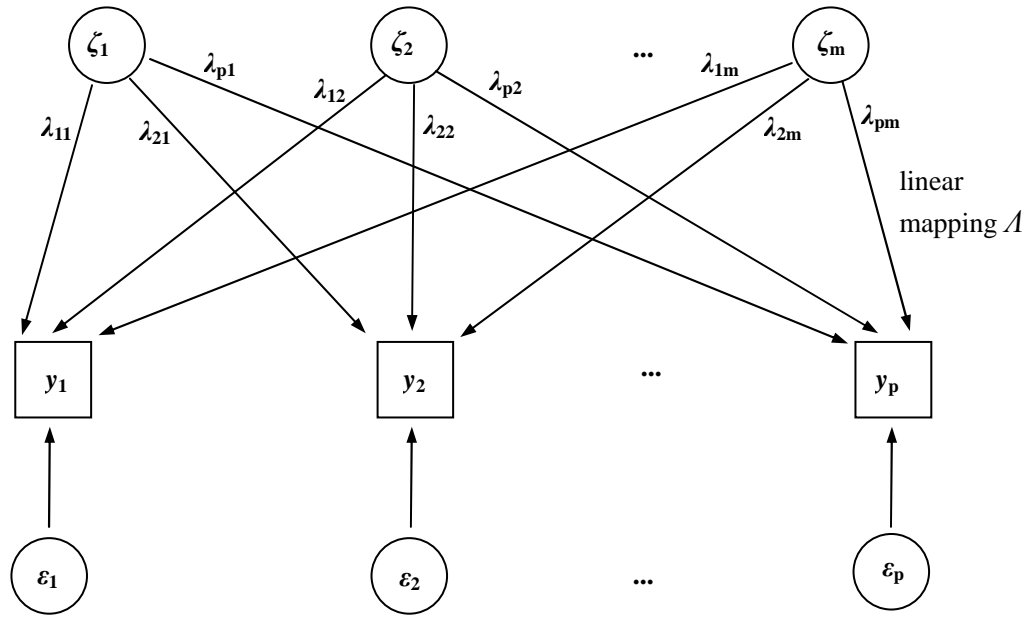 ζ₁ ζ₂ ... ζₘ
λₚ₁ λ₁₂ λₚ₂ λ₁ₘ
λ₁₁ λ₂₁ λ₂₂ λ₂ₘ λₚₘ
linear
mapping Λ
y₁ y₂ ... yₚ
ε₁ ε₂ ... εₚ